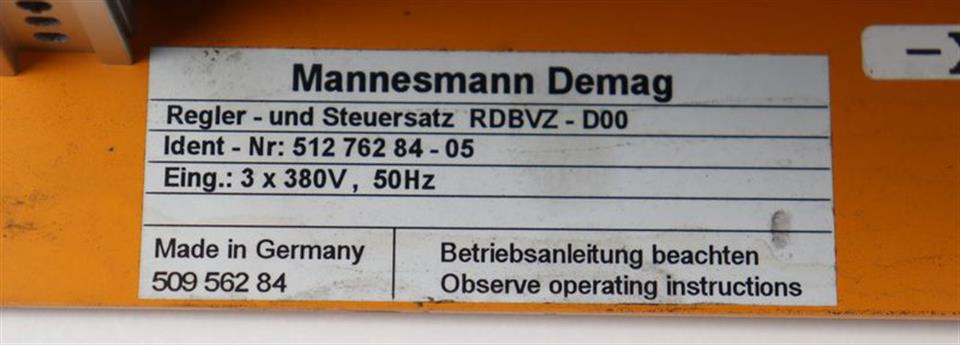 Mannesmann Demag
Regler - und Steuersatz RDBVZ - D00
Ident - Nr: 512 762 84 - 05
Eing.: 3 x 380V , 50Hz
Made in Germany
509 562 84
Betriebsanleitung beachten
Observe operating instructions